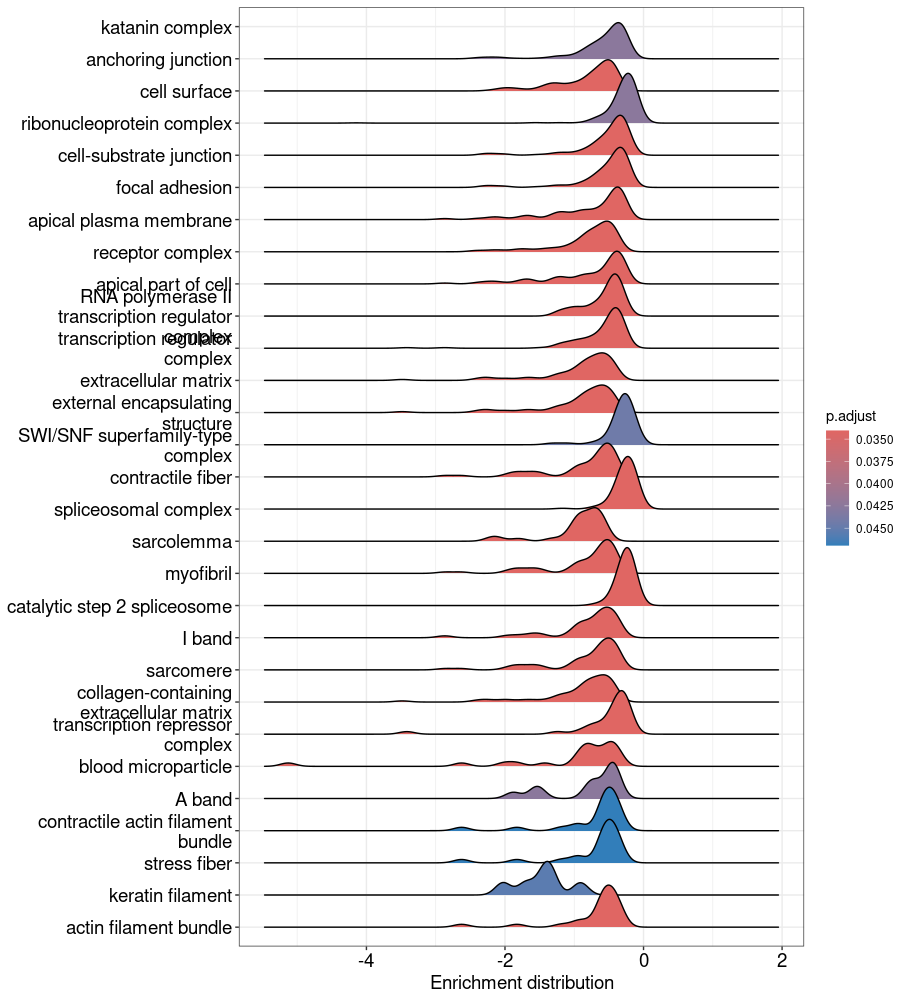 katanin complex
anchoring junction
cell surface
ribonucleoprotein complex
cell-substrate junction
focal adhesion
apical plasma membrane
receptor complex
apical part of cell
RNA polymerase II
transcription regulator
complex
transcription regulator
complex
extracellular matrix
external encapsulating
structure
SWI/SNF superfamily-type
complex
contractile fiber
spliceosomal complex
sarcolemma
myofibril
catalytic step 2 spliceosome
I band
sarcomere
collagen-containing
extracellular matrix
transcription repressor
complex
blood microparticle
A band
contractile actin filament
bundle
stress fiber
keratin filament
actin filament bundle
-4
-2
0
2
Enrichment distribution
p.adjust
0.0350
0.0375
0.0400
0.0425
0.0450